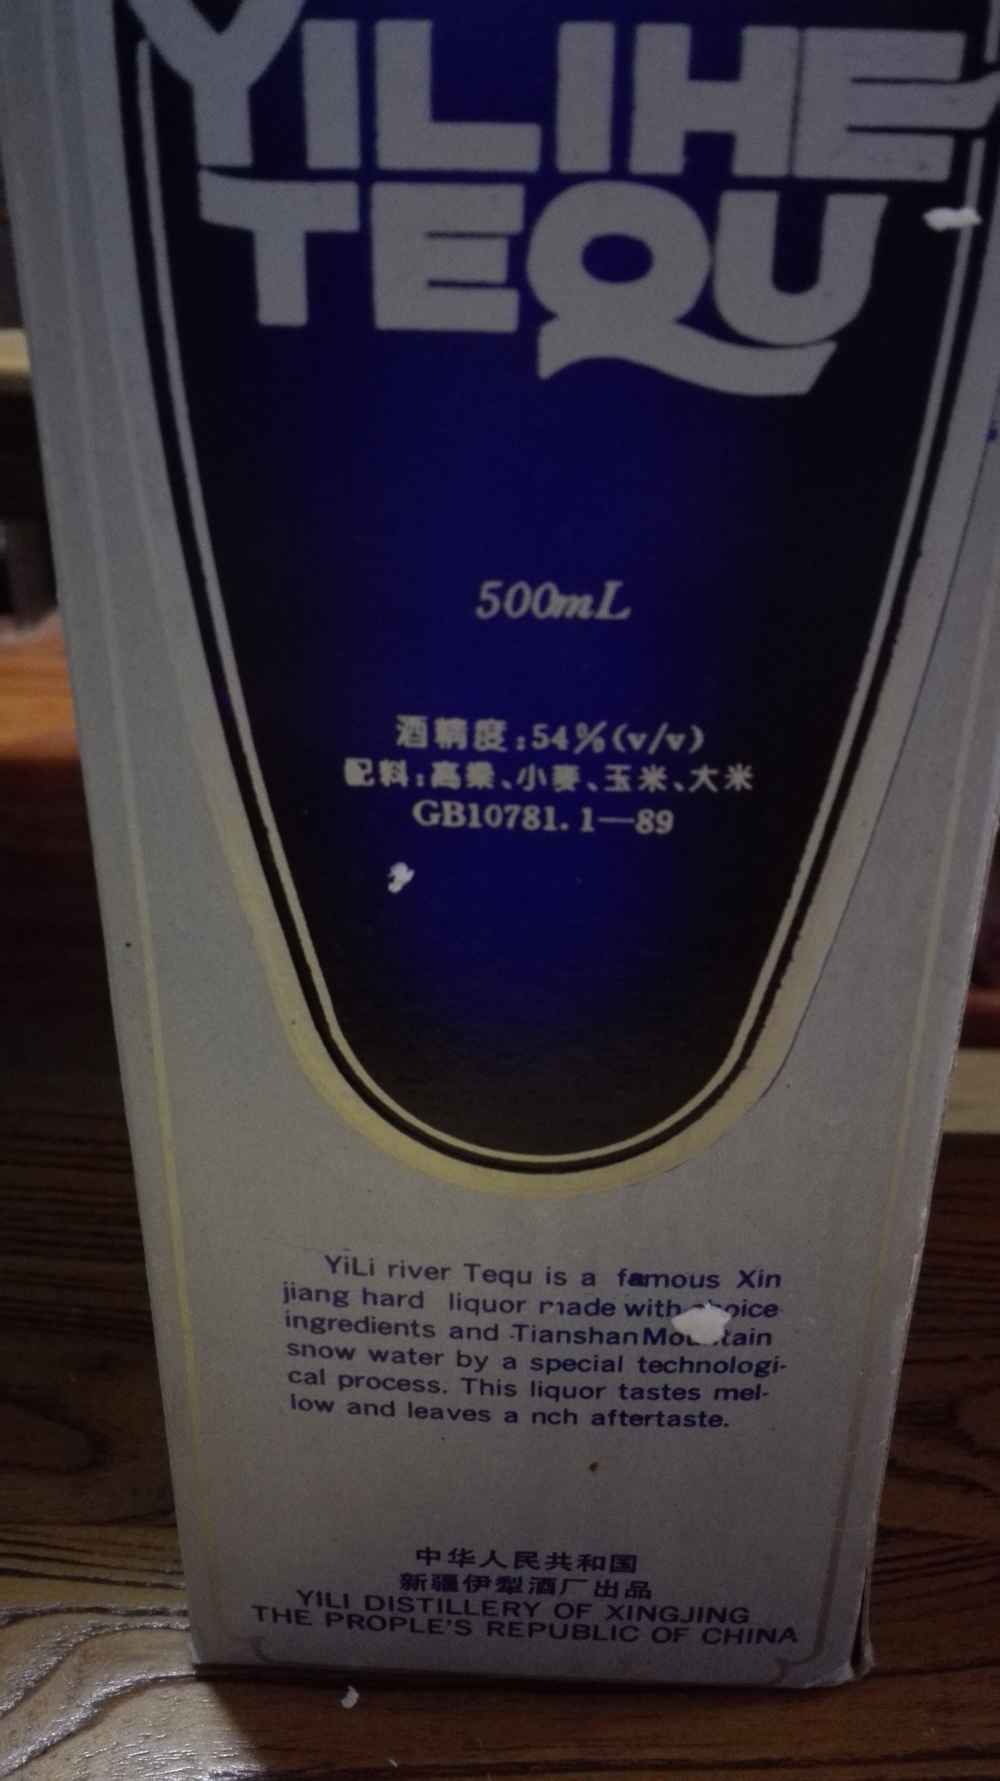 YILIHE
TEQU
500mL
酒精度:54%(v/v)
配料:高粱、小麦、玉米、大米
GB10781.1—89
YiLi river Tequ is a famous Xin
jiang hard liquor made with
ingredients and Tianshan
snow water by a special technologi-
cal process. This liquor tastes mel-
low and leaves a rich aftertaste.
中华人民共和国
新疆伊犁酒厂出品
YILI DISTILLERY OF XINGJING
THE PROPLE'S REPUBLIC OF CHINA